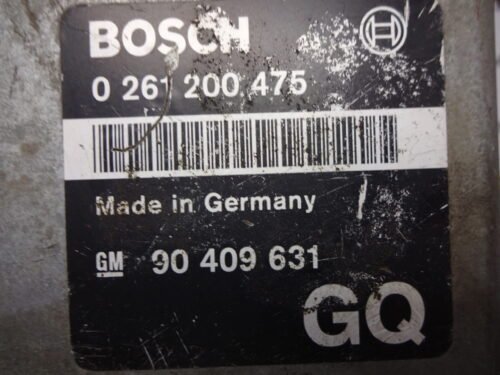 BOSCH
0 261 200 475
Made in Germany
GM 90 409 631
GQ